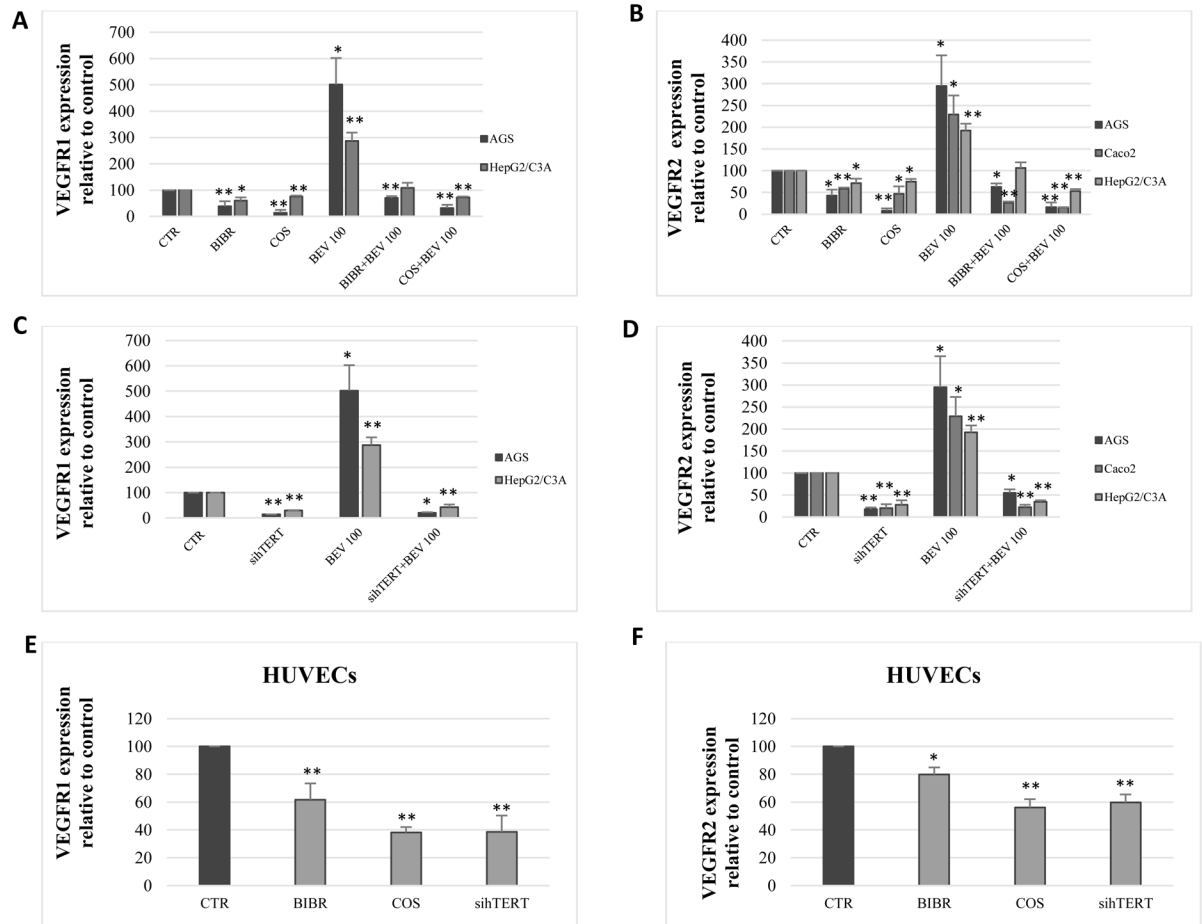 A
VEGFR1 expression
relative to control
700
600
500
400
300
200
100
0
*
**
** * ** ** ** ** **
CTR
BIBR
COS
BEV 100
BIBR+BEV 100
COS+BEV 100
AGS
HepG2/C3A
B
VEGFR2 expression
relative to control
400
350
300
250
200
150
100
50
0
*
*
**
* ** * ** * * * ** ** ** **
CTR
BIBR
COS
BEV 100
BIBR+BEV 100
COS+BEV 100
AGS
Caco2
HepG2/C3A
C
VEGFR1 expression
relative to control
700
600
500
400
300
200
100
0
*
**
** ** * **
CTR
sihTERT
BEV 100
sihTERT+BEV 100
AGS
HepG2/C3A
D
VEGFR2 expression
relative to control
400
350
300
250
200
150
100
50
0
*
*
**
** ** ** * ** **
CTR
sihTERT
BEV 100
sihTERT+BEV 100
AGS
Caco2
HepG2/C3A
E
HUVECs
VEGFR1 expression
relative to control
120
100
80
60
40
20
0
** ** **
CTR BIBR COS sihTERT
F
HUVECs
VEGFR2 expression
relative to control
120
100
80
60
40
20
0
* ** **
CTR BIBR COS sihTERT